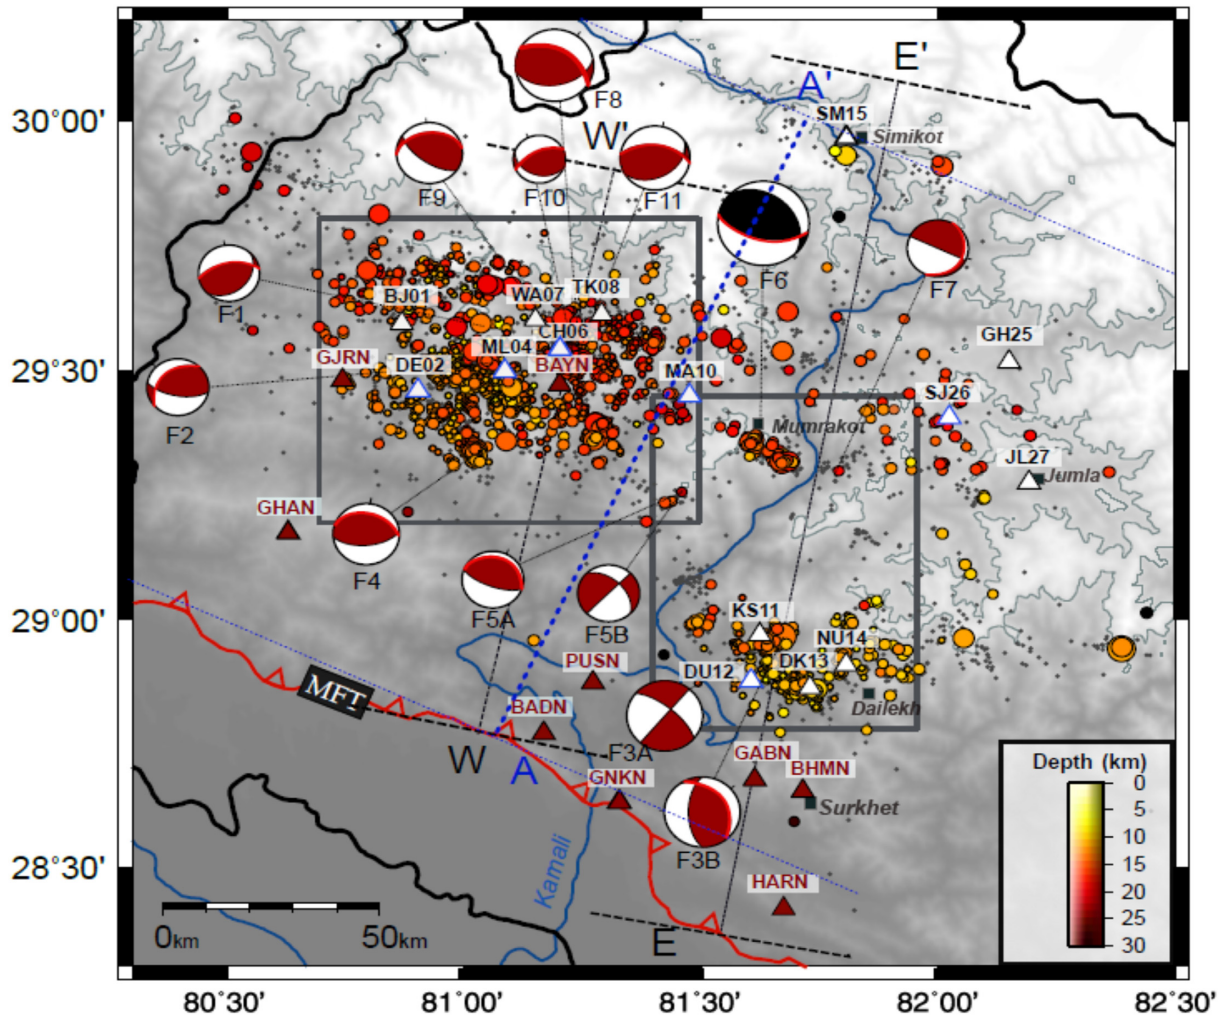 E'
F8
A'
SM15
30°00'
W'
Simikot
F9
F10
F11
F6
F7
F1
BJ01
WA07
TK08
CH06
GH25
GJRN
ML04
29°30'
DE02
BAYN
MA10
SJ26
F2
Mumrakot
JL27
Jumla
GHAN
F4
F5A
F5B
29°00'
KS11
NU14
PUSN
DU12
DK13
MFT
Dailekh
BADN
W
A
F3A
GABN
BHMN
GNKN
Surkhet
Depth (km)
0
5
10
15
20
25
30
F3B
28°30'
Kamali
HARN
0km
50km
E
80°30'
81°00'
81°30'
82°00'
82°30'